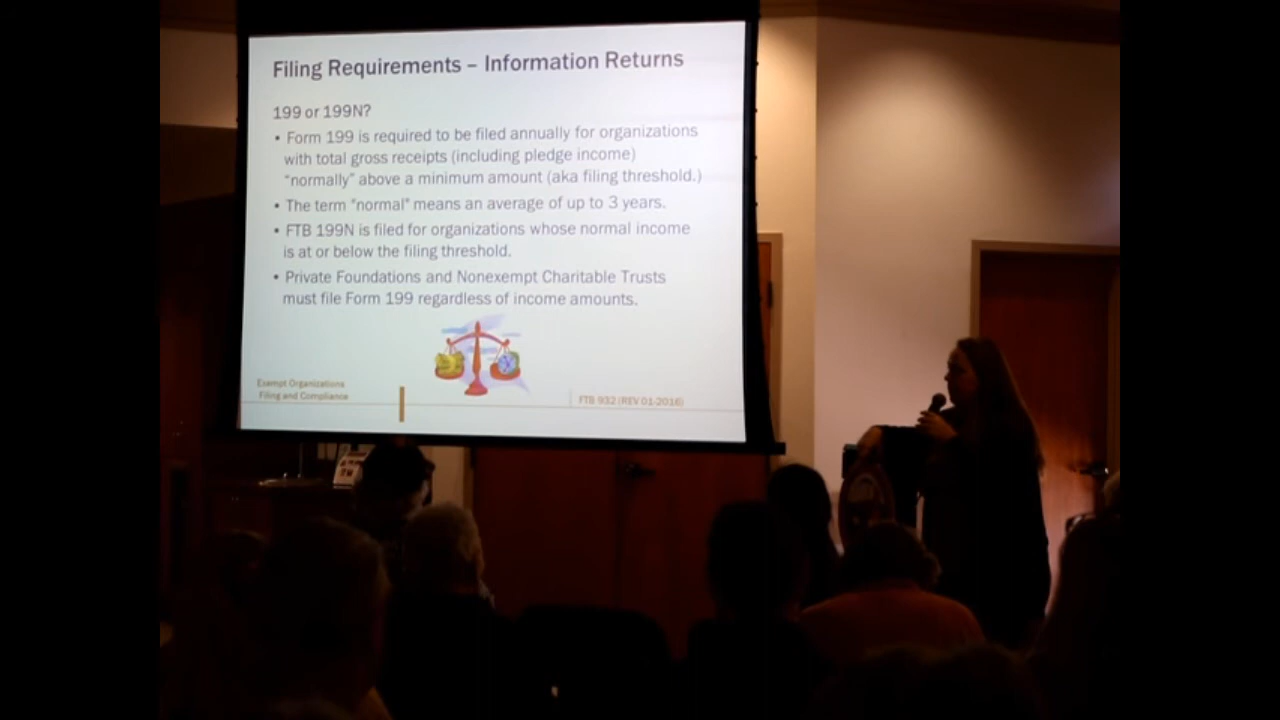 Filing Requirements – Information Returns
199 or 199N?
• Form 199 is required to be filed annually for organizations
with total gross receipts (including pledge income)
"normally" above a minimum amount (aka filing threshold.)
• The term "normal" means an average of up to 3 years.
• FTB 199N is filed for organizations whose normal income
is at or below the filing threshold.
• Private Foundations and Nonexempt Charitable Trusts
must file Form 199 regardless of income amounts.
Exempt Organizations
Filing and Compliance
FTB 932 (REV 01-2016)